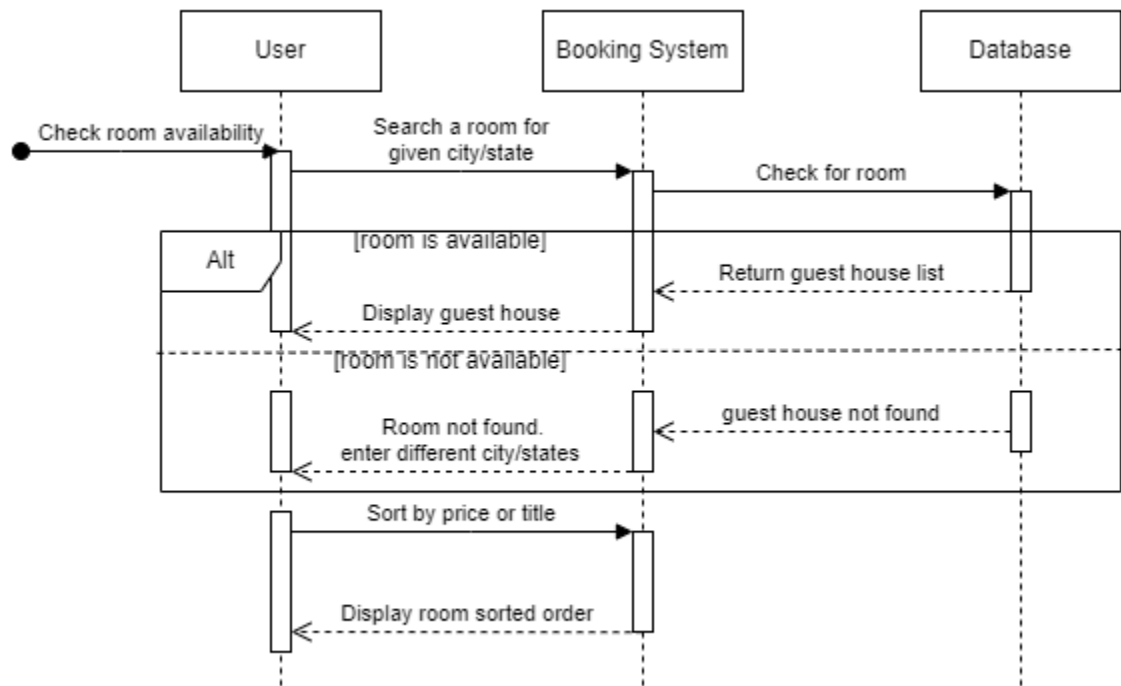 User
Booking System
Database
Check room availability
Search a room for
given city/state
Check for room
Alt
[room is available]
Return guest house list
Display guest house
[room is not available]
guest house not found
Room not found.
enter different city/states
Sort by price or title
Display room sorted order